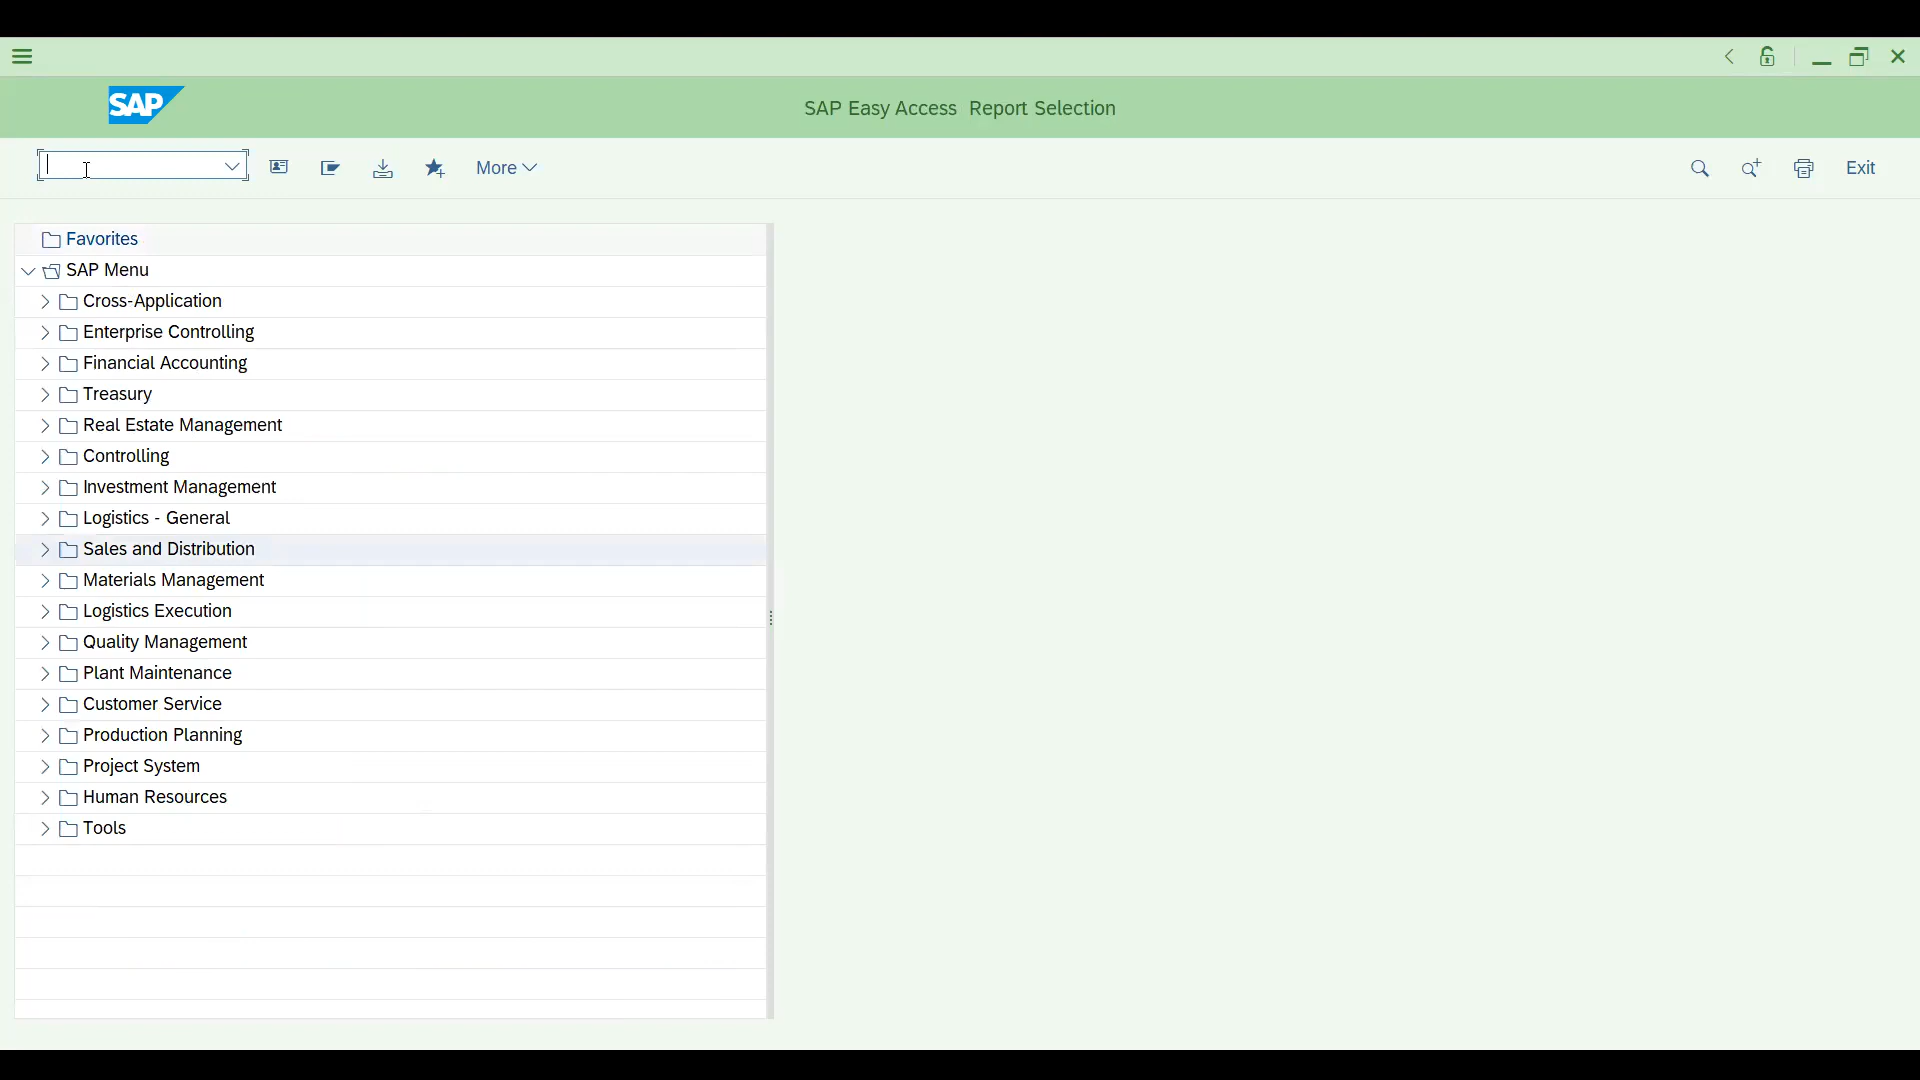 SAP
SAP Easy Access Report Selection
More
Exit
Favorites
SAP Menu
Cross-Application
Enterprise Controlling
Financial Accounting
Treasury
Real Estate Management
Controlling
Investment Management
Logistics - General
Sales and Distribution
Materials Management
Logistics Execution
Quality Management
Plant Maintenance
Customer Service
Production Planning
Project System
Human Resources
Tools